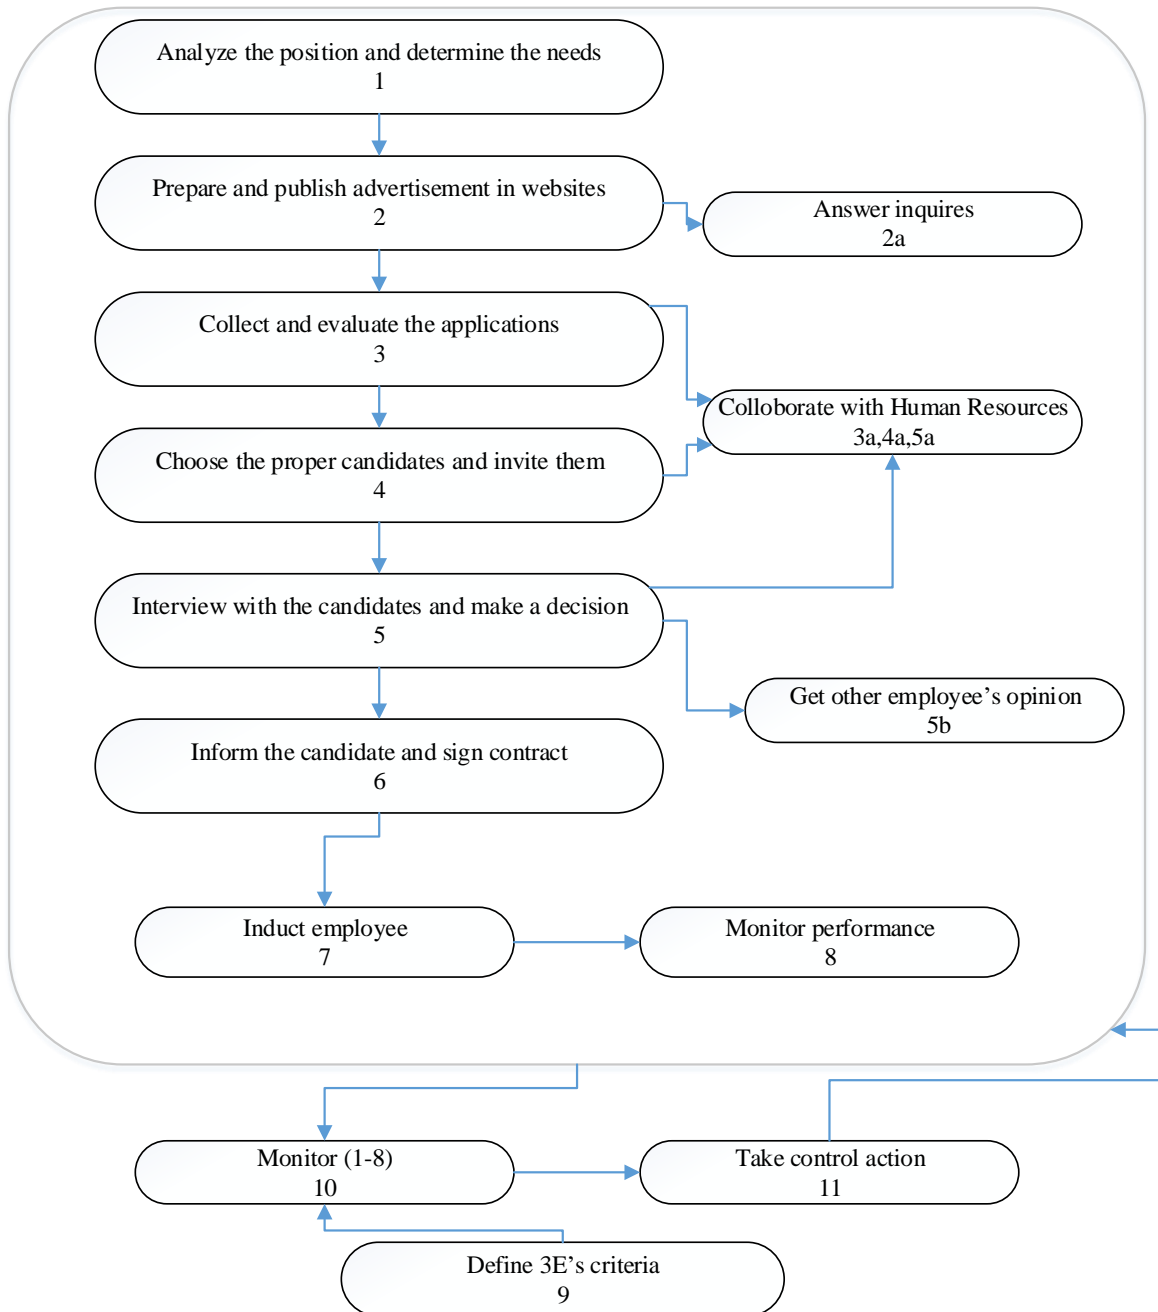 Analyze the position and determine the needs
1
Prepare and publish advertisement in websites
2
Answer inquires
2a
Collect and evaluate the applications
3
Colloborate with Human Resources
3a,4a,5a
Choose the proper candidates and invite them
4
Interview with the candidates and make a decision
5
Get other employee’s opinion
5b
Inform the candidate and sign contract
6
Induct employee
7
Monitor performance
8
Monitor (1-8)
10
Take control action
11
Define 3E’s criteria
9